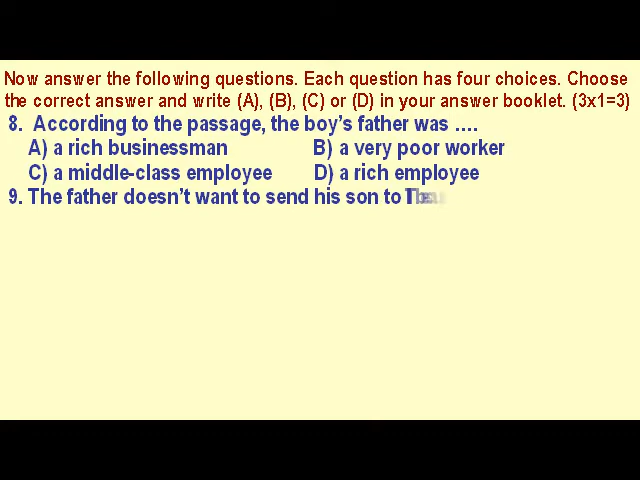 Now answer the following questions. Each question has four choices. Choose
the correct answer and write (A), (B), (C) or (D) in your answer booklet. (3x1=3)
8. According to the passage, the boy’s father was ….
A) a rich businessman B) a very poor worker
C) a middle-class employee D) a rich employee
9. The father doesn’t want to send his son to